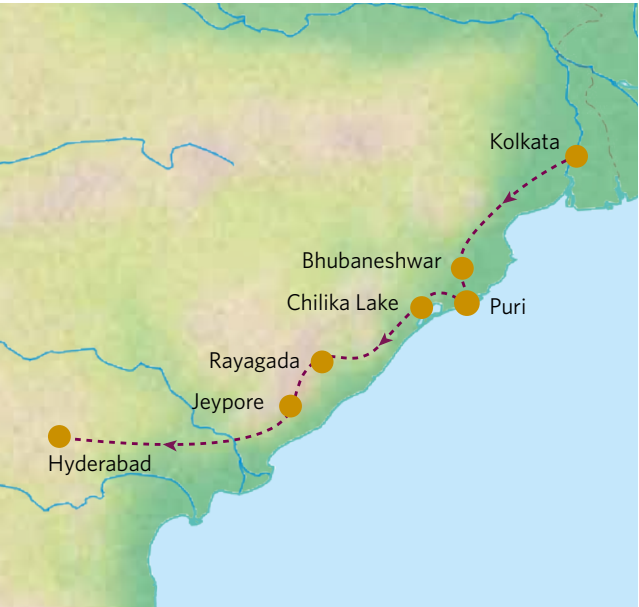 Kolkata
Bhubaneshwar
Chilika Lake
Puri
Rayagada
Jeypore
Hyderabad